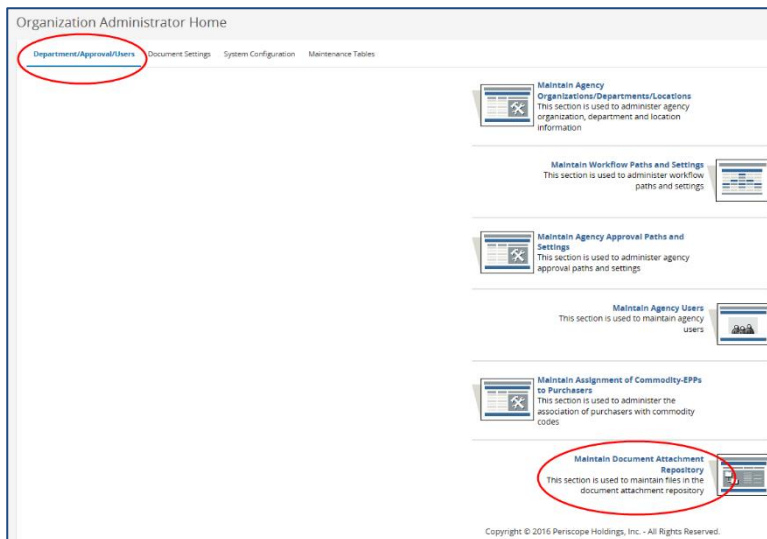 Organization Administrator Home
Department/Approval/Users Document Settings System Configuration Maintenance Tables
Maintain Agency
Organizations/Departments/Locations
This section is used to administer agency
organization, department and location
information
Maintain Workflow Paths and Settings
This section is used to administer workflow
paths and settings
Maintain Agency Approval Paths and
Settings
This section is used to administer agency
approval paths and settings
Maintain Agency Users
This section is used to maintain agency
users
Maintain Assignment of Commodity-EPPs
to Purchasers
This section is used to administer the
association of purchasers with commodity
codes
Maintain Document Attachment
Repository
This section is used to maintain files in the
document attachment repository
Copyright © 2016 Periscope Holdings, Inc. - All Rights Reserved.